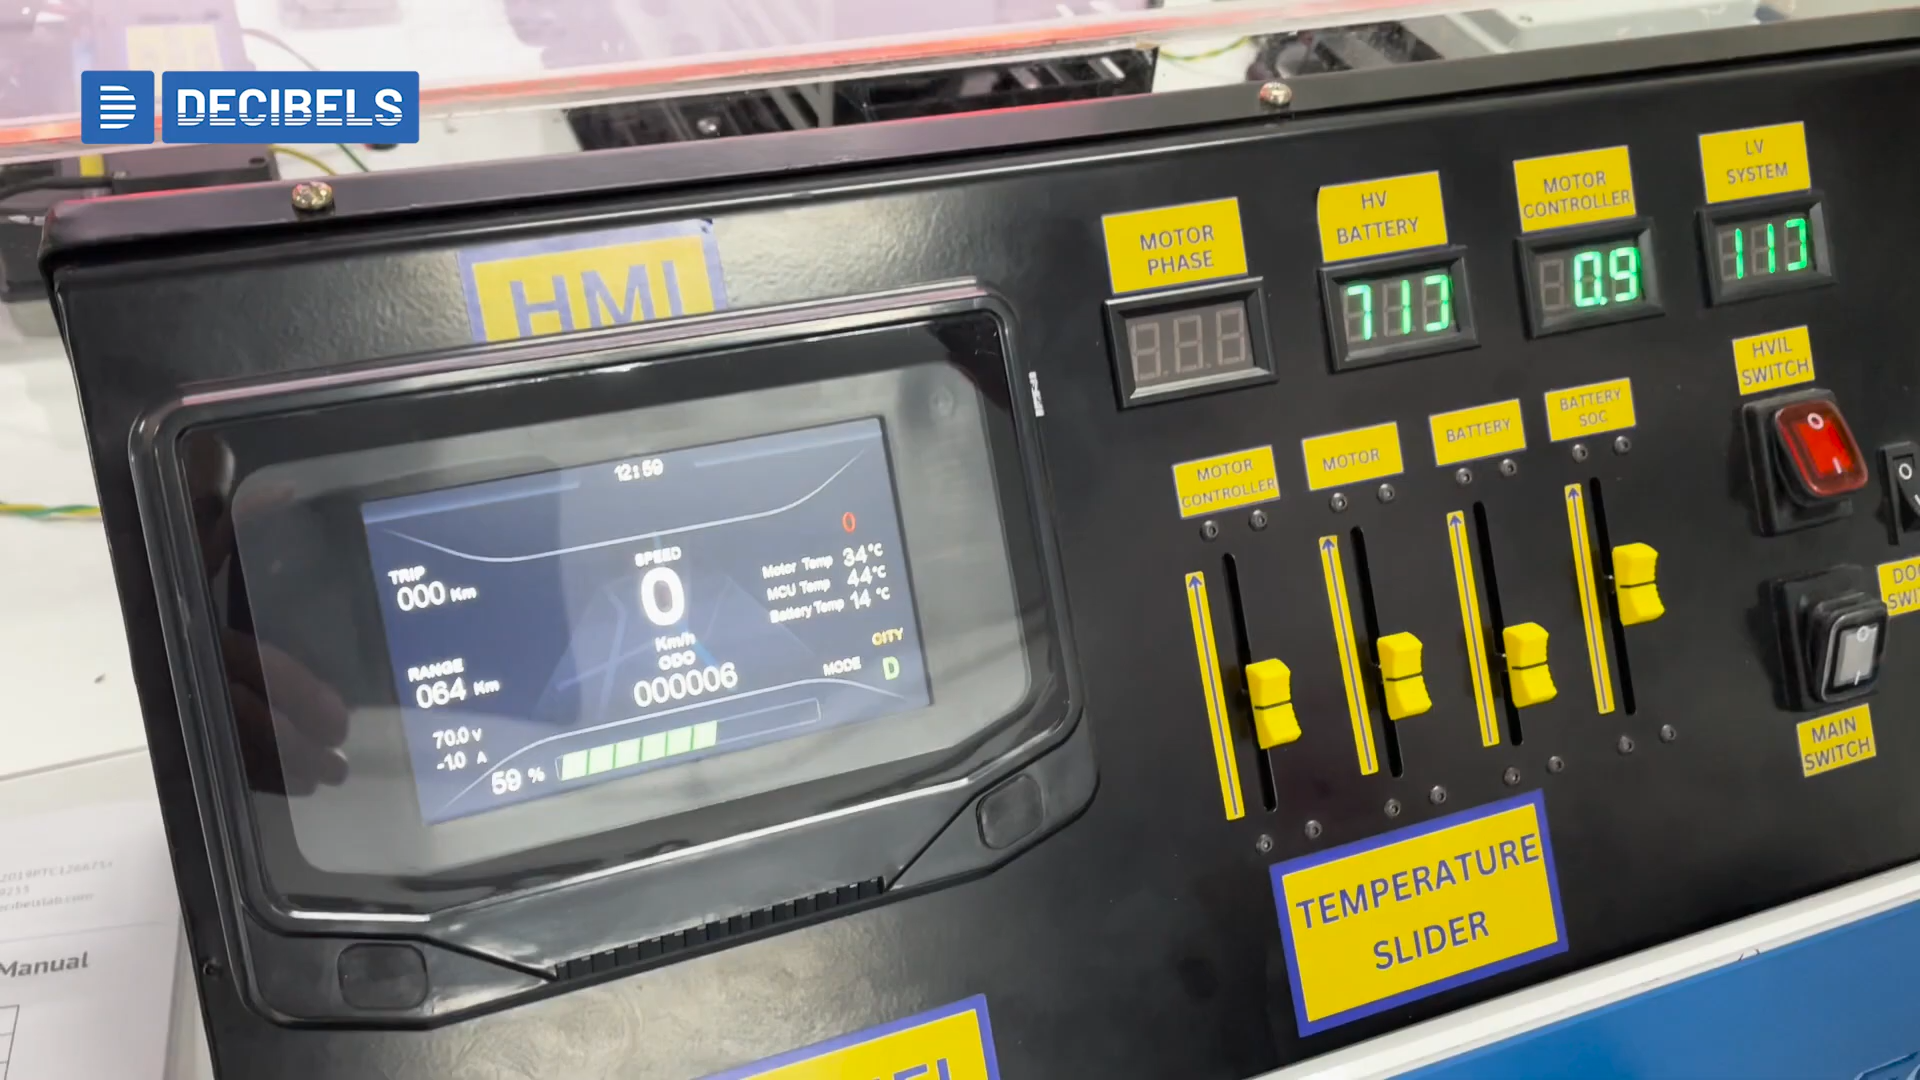 DECIBELS
HMI
12:59
TRIP
000 Km
SPEED
0
Km/h
ODO
000006
0
Motor Temp 34°C
MCU Temp 44°C
Battery Temp 14°C
RANGE
064 Km
CITY
MODE D
70.0 V
-1.0 A
59 %
MOTOR
PHASE
HV
BATTERY
MOTOR
CONTROLLER
0.9
LV
SYSTEM
HVIL
SWITCH
MOTOR
CONTROLLER
MOTOR
BATTERY
BATTERY
SOC
MAIN
SWITCH
TEMPERATURE
SLIDER
Manual